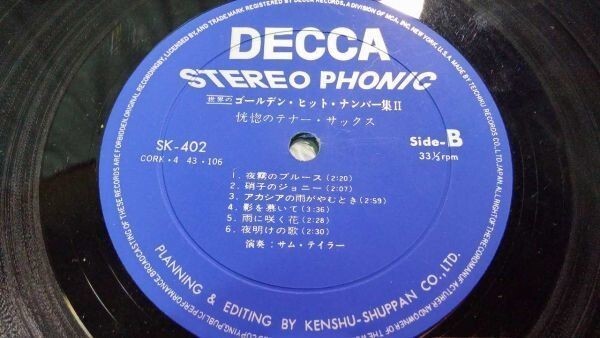 DECCA
STEREO PHONIC
世界の ゴールデン・ヒット・ナンバー集II
恍惚のテナー・サックス
SK-402
CORK・4 43・106
Side-B
33⅓rpm
1. 夜霧のブルース (2:20)
2. 硝子のジョニー (2:07)
3. アカシアの雨がやむとき (2:59)
4. 影を慕いて (3:36)
5. 雨に咲く花 (2:28)
6. 夜明けの歌 (2:30)
演奏:サム・テイラー
PLANNING & EDITING BY KENSHU-SHUPPAN CO., LTD.